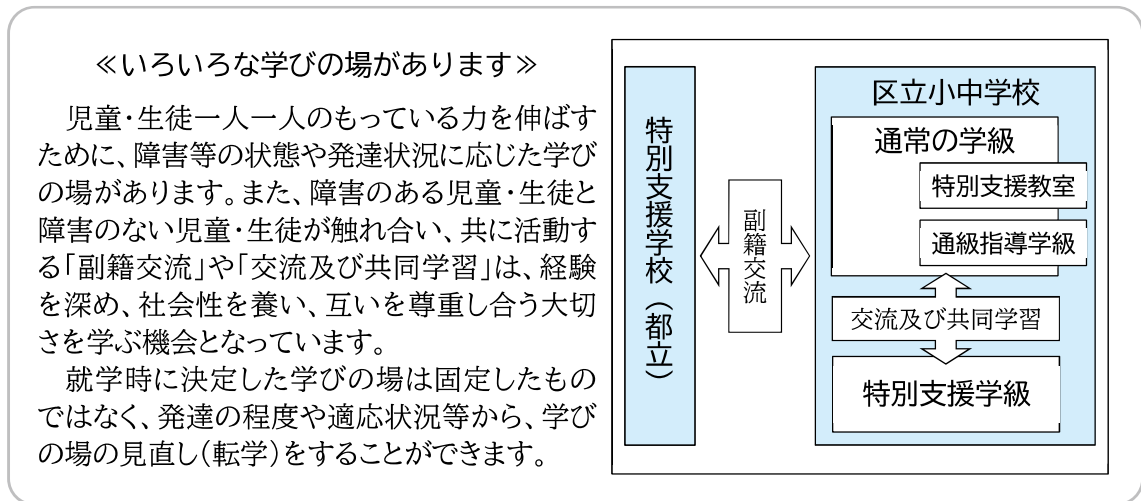 ≪いろいろな学びの場があります≫
児童・生徒一人一人のもっている力を伸ばす
ために、障害等の状態や発達状況に応じた学び
の場があります。また、障害のある児童・生徒と
障害のない児童・生徒が触れ合い、共に活動す
る「副籍交流」や「交流及び共同学習」は、経験
を深め、社会性を養い、互いを尊重し合う大切
さを学ぶ機会となっています。
就学時に決定した学びの場は固定したもの
ではなく、発達の程度や適応状況等から、学び
の場の見直し（転学）をすることができます。
特別支援学校（都立）
副籍交流
区立小中学校
通常の学級
特別支援教室
通級指導学級
交流及び共同学習
特別支援学級